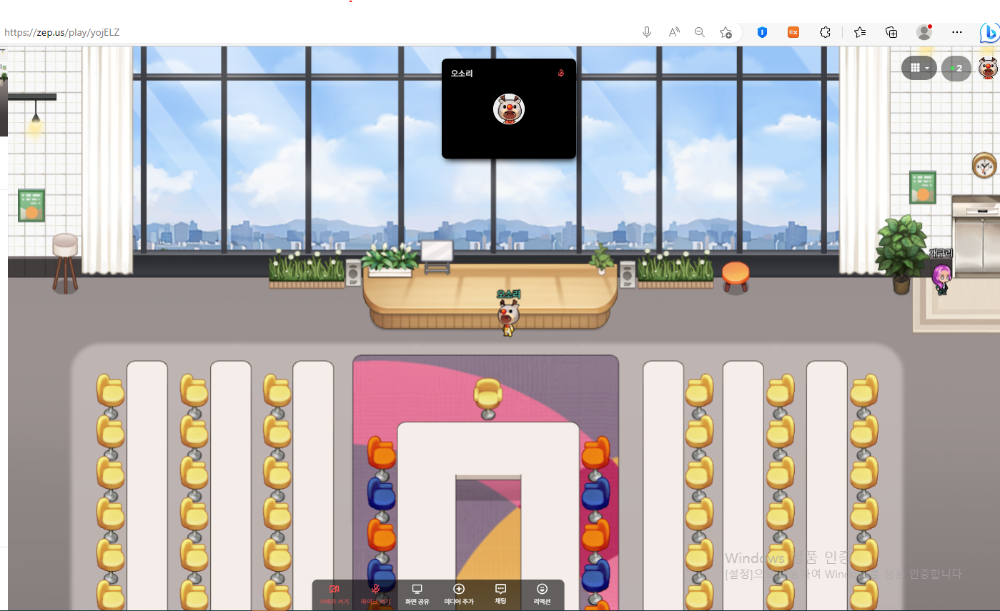 https://zep.us/play/yojELZ
EX
오소리
2
개규리
ZEP
ZEP
오소리
카메라 켜기
마이크 켜기
화면 공유
미디어 추가
채팅
리액션
Windows 정품 인증
[설정]으로 이동하여 Windows를 정품 인증합니다.